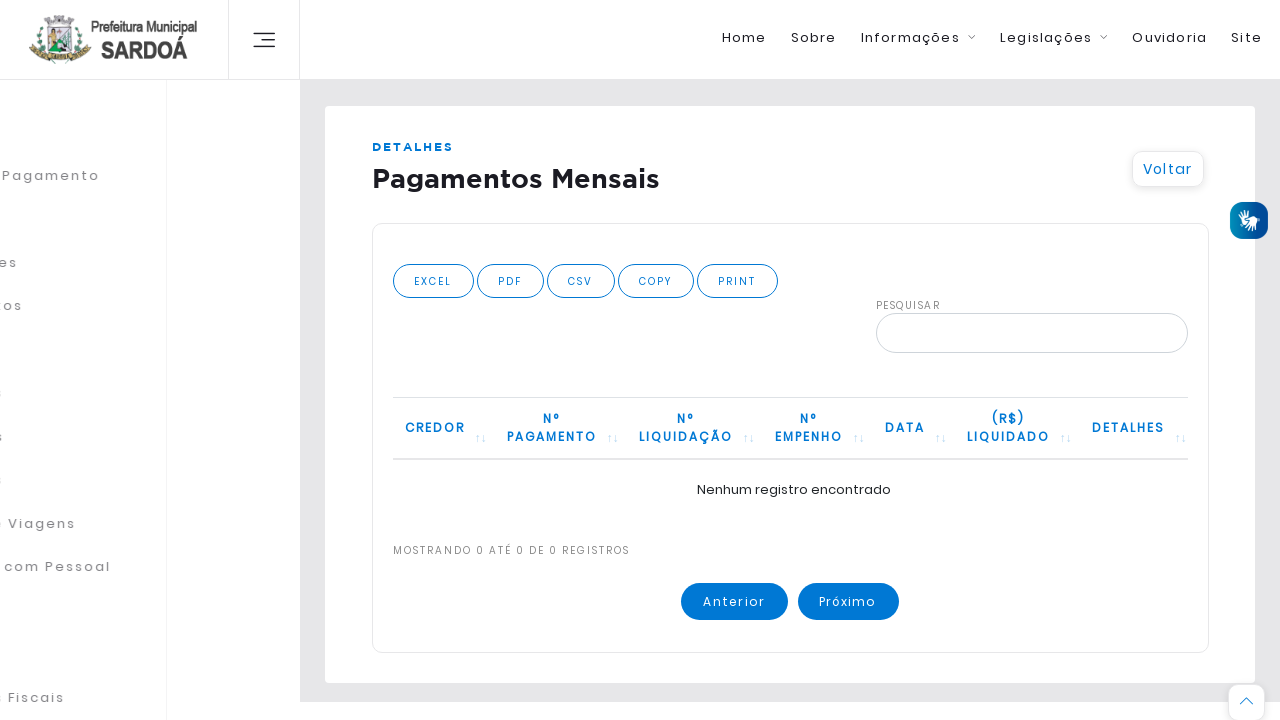 Prefeitura Municipal
SARDOÁ
Home Sobre Informações Legislações Ouvidoria Site
Pagamento
Viagens
com Pessoal
Fiscais
DETALHES
Pagamentos Mensais
Voltar
EXCEL PDF CSV COPY PRINT
PESQUISAR
CREDOR Nº PAGAMENTO Nº LIQUIDAÇÃO Nº EMPENHO DATA (R$) LIQUIDADO DETALHES
Nenhum registro encontrado
MOSTRANDO 0 ATÉ 0 DE 0 REGISTROS
Anterior Próximo